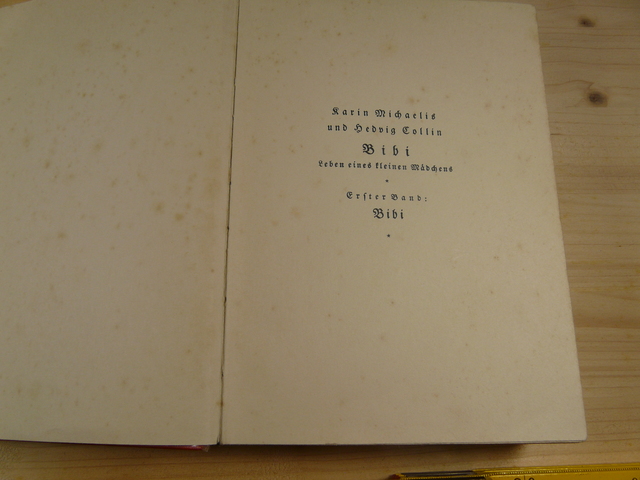 Karin Michaelis
und Hedvig Collin
Bibi
Leben eines kleinen Mädchens
*
Erster Band:
Bibi
*